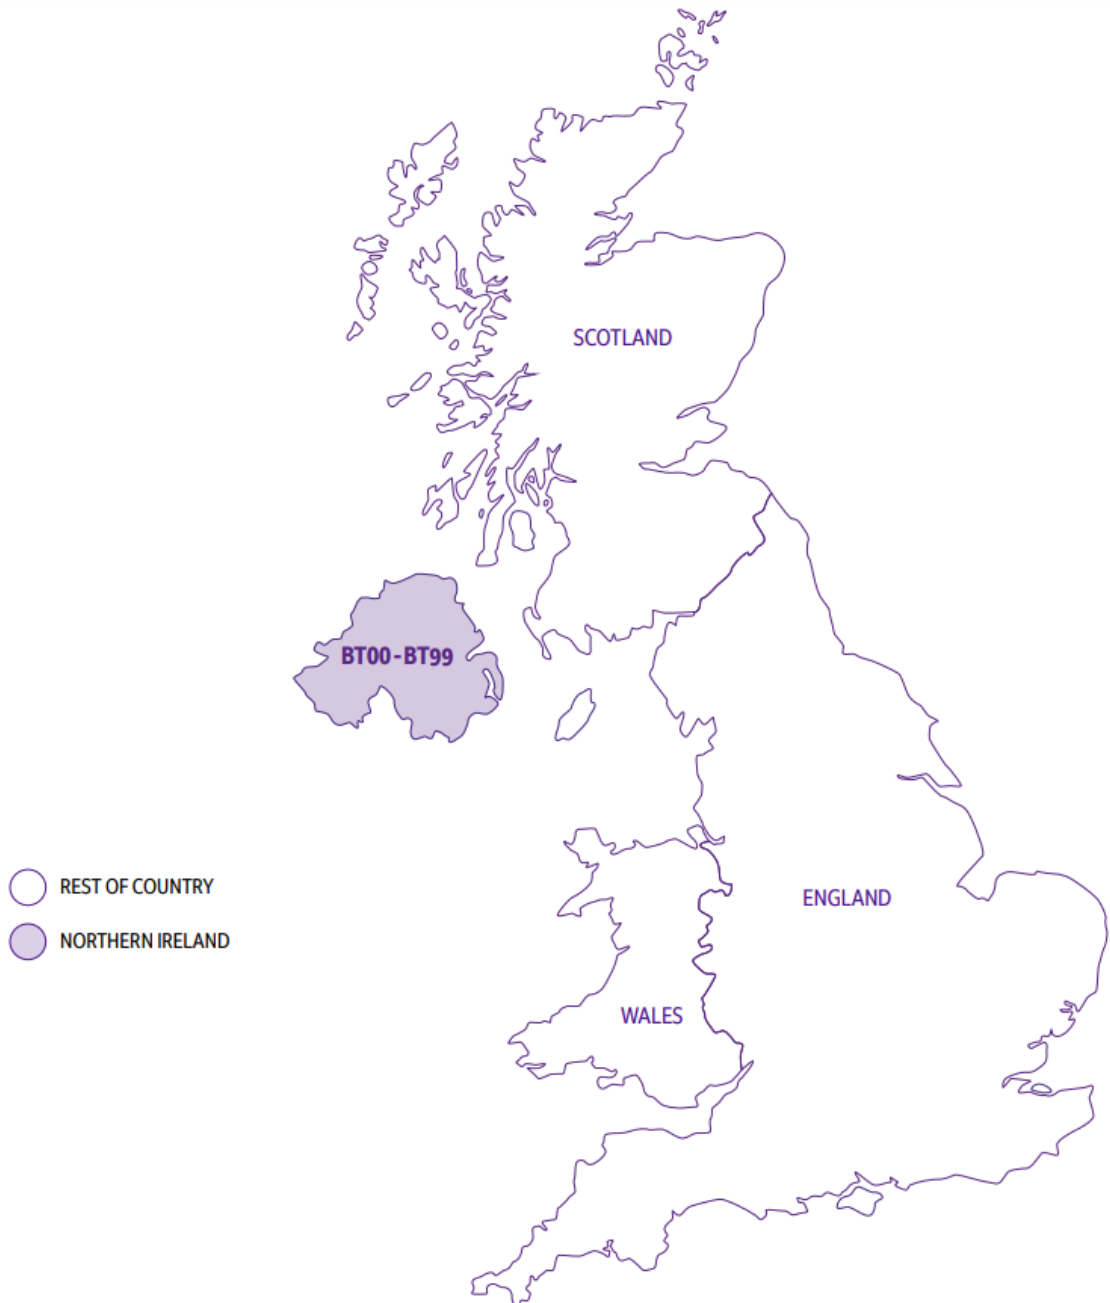 SCOTLAND
BT00-BT99
REST OF COUNTRY
ENGLAND
NORTHERN IRELAND
WALES